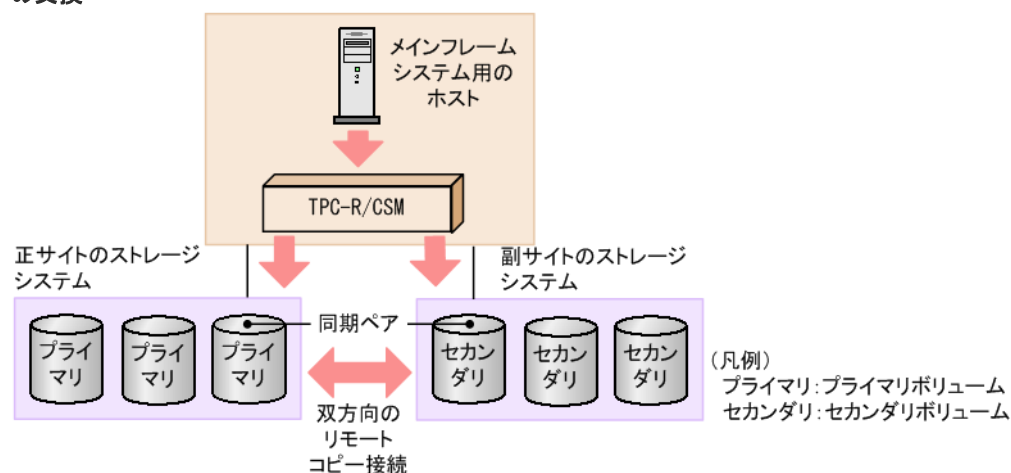 メインフレーム
システム用の
ホスト
TPC-R/CSM
正サイトのストレージ
システム
副サイトのストレージ
システム
同期ペア
プライ
マリ
プライ
マリ
プライ
マリ
セカン
ダリ
セカン
ダリ
セカン
ダリ
双方向の
リモート
コピー接続
(凡例)
プライマリ:プライマリボリューム
セカンダリ:セカンダリボリューム